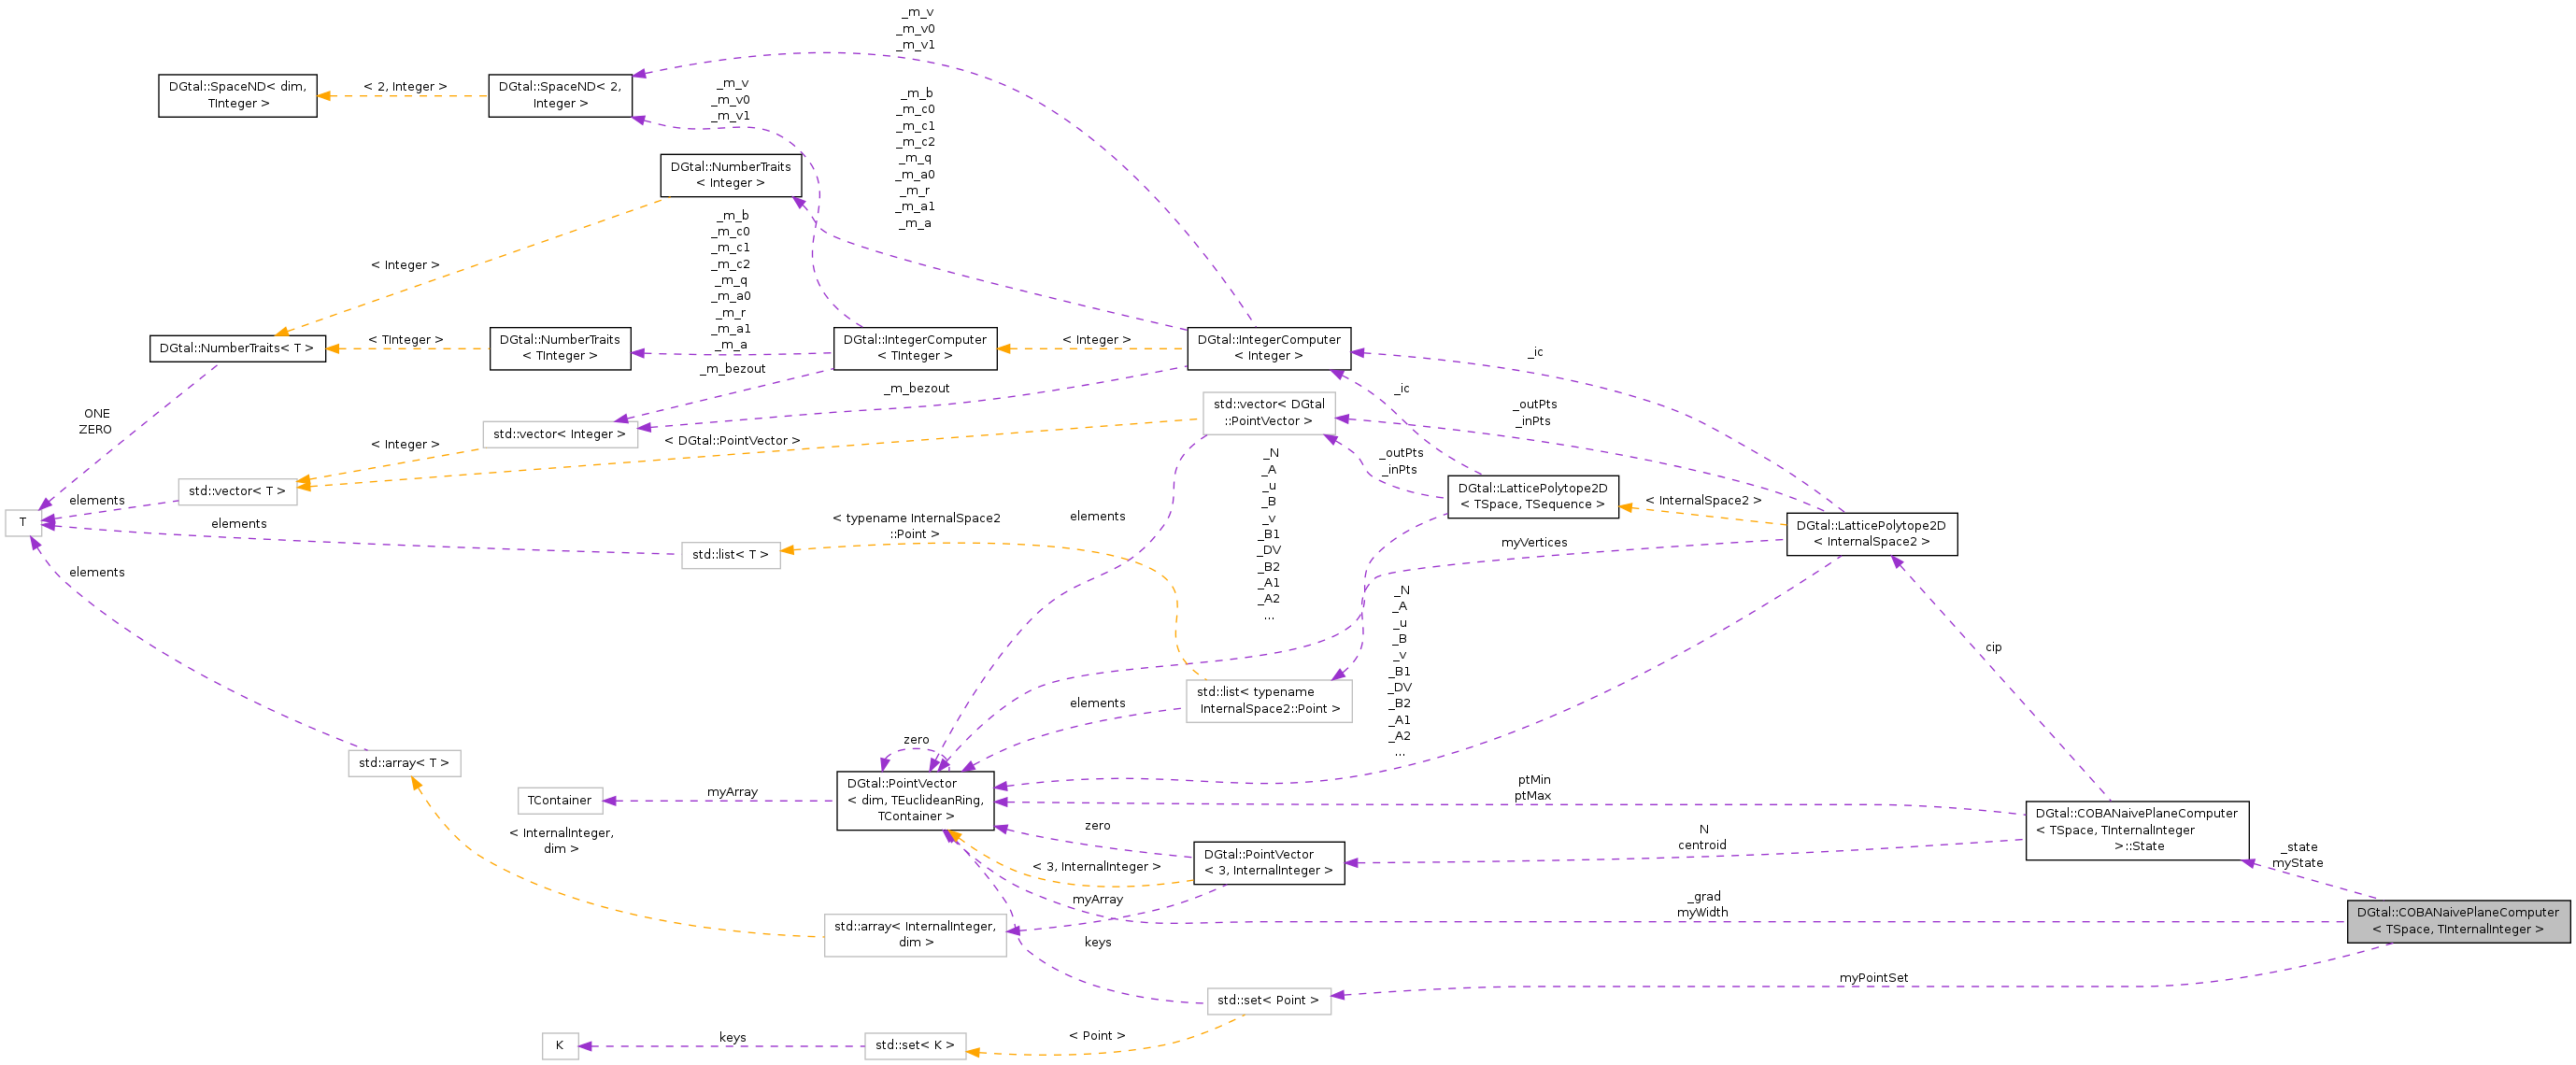 _m_v
_m_v0
_m_v1
DGtal::SpaceND< dim,
TInteger >
< 2, Integer >
DGtal::SpaceND< 2,
Integer >
_m_v
_m_v0
_m_v1
_m_b
_m_c0
_m_c1
_m_c2
_m_q
_m_a0
_m_r
_m_a1
_m_a
DGtal::NumberTraits
< Integer >
< Integer >
_m_b
_m_c0
_m_c1
_m_c2
_m_q
_m_a0
_m_r
_m_a1
_m_a
DGtal::NumberTraits< T >
< TInteger >
DGtal::NumberTraits
< TInteger >
DGtal::IntegerComputer
< TInteger >
< Integer >
DGtal::IntegerComputer
< Integer >
_ic
_m_bezout
_m_bezout
_ic
ONE
ZERO
std::vector< Integer >
std::vector< DGtal
::PointVector >
_outPts
_inPts
< Integer >
< DGtal::PointVector >
_outPts
_inPts
std::vector< T >
elements
T
elements
elements
std::list< T >
< typename InternalSpace2
::Point >
elements
_N
_A
_u
_B
_v
_B1
_DV
_B2
_A1
_A2
...
DGtal::LatticePolytope2D
< TSpace, TSequence >
< InternalSpace2 >
DGtal::LatticePolytope2D
< InternalSpace2 >
myVertices
_N
_A
_u
_B
_v
_B1
_DV
_B2
_A1
_A2
...
cip
std::list< typename
InternalSpace2::Point >
elements
zero
std::array< T >
TContainer
myArray
DGtal::PointVector
< dim, TEuclideanRing,
TContainer >
ptMin
ptMax
DGtal::COBANaivePlaneComputer
< TSpace, TInternalInteger
>::State
< InternalInteger,
dim >
zero
DGtal::PointVector
< 3, InternalInteger >
N
centroid
< 3, InternalInteger >
_state
myState
myArray
_grad
myWidth
DGtal::COBANaivePlaneComputer
< TSpace, TInternalInteger >
std::array< InternalInteger,
dim >
keys
myPointSet
std::set< Point >
K
keys
std::set< K >
< Point >